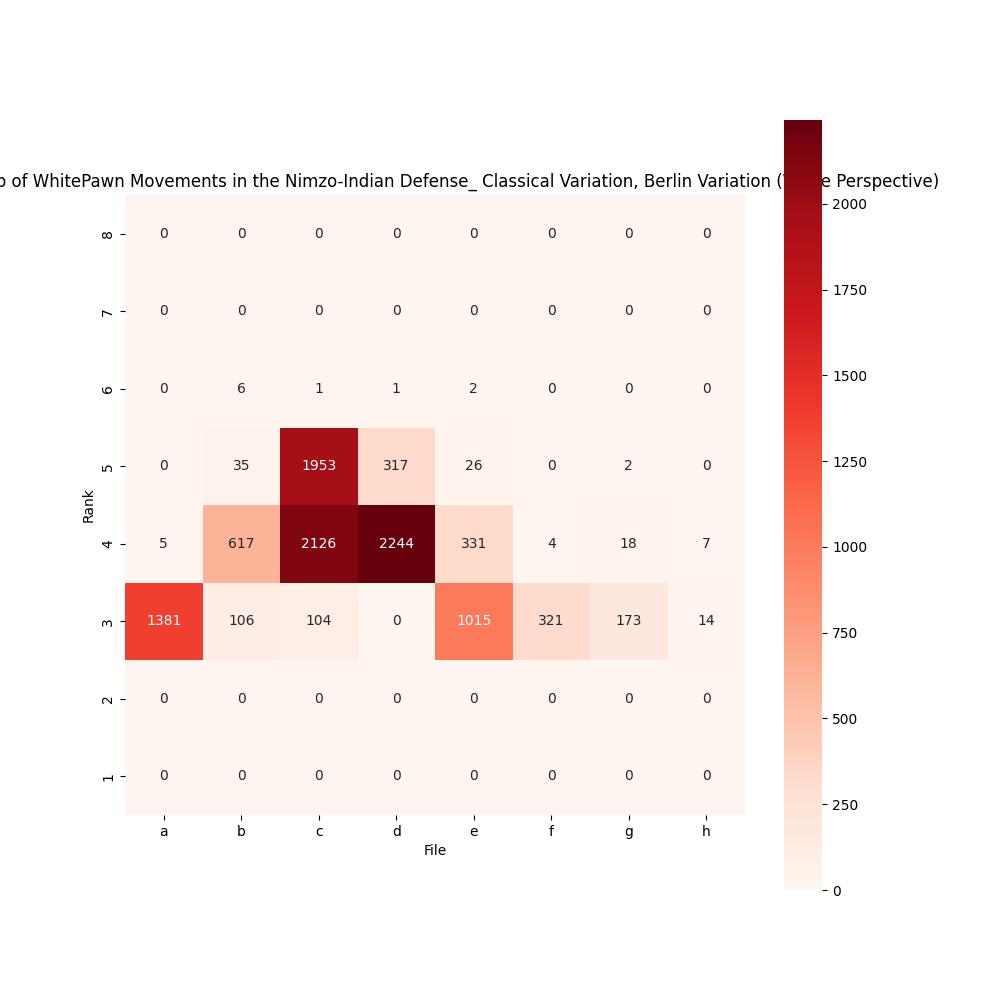 of WhitePawn Movements in the Nimzo-Indian Defense_ Classical Variation, Berlin Variation ( Perspective)
8 0 0 0 0 0 0 0 0
7 0 0 0 0 0 0 0 0
6 0 6 1 1 2 0 0 0
5 0 35 1953 317 26 0 2 0
4 5 617 2126 2244 331 4 18 7
3 1381 106 104 0 1015 321 173 14
2 0 0 0 0 0 0 0 0
1 0 0 0 0 0 0 0 0
a b c d e f g h
File
Rank
2000
1750
1500
1250
1000
750
500
250
0